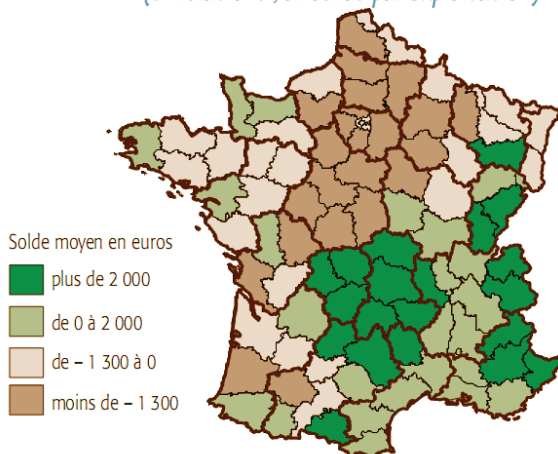 Solde moyen en euros
plus de 2 000
de 0 à 2 000
de – 1 300 à 0
moins de – 1 300